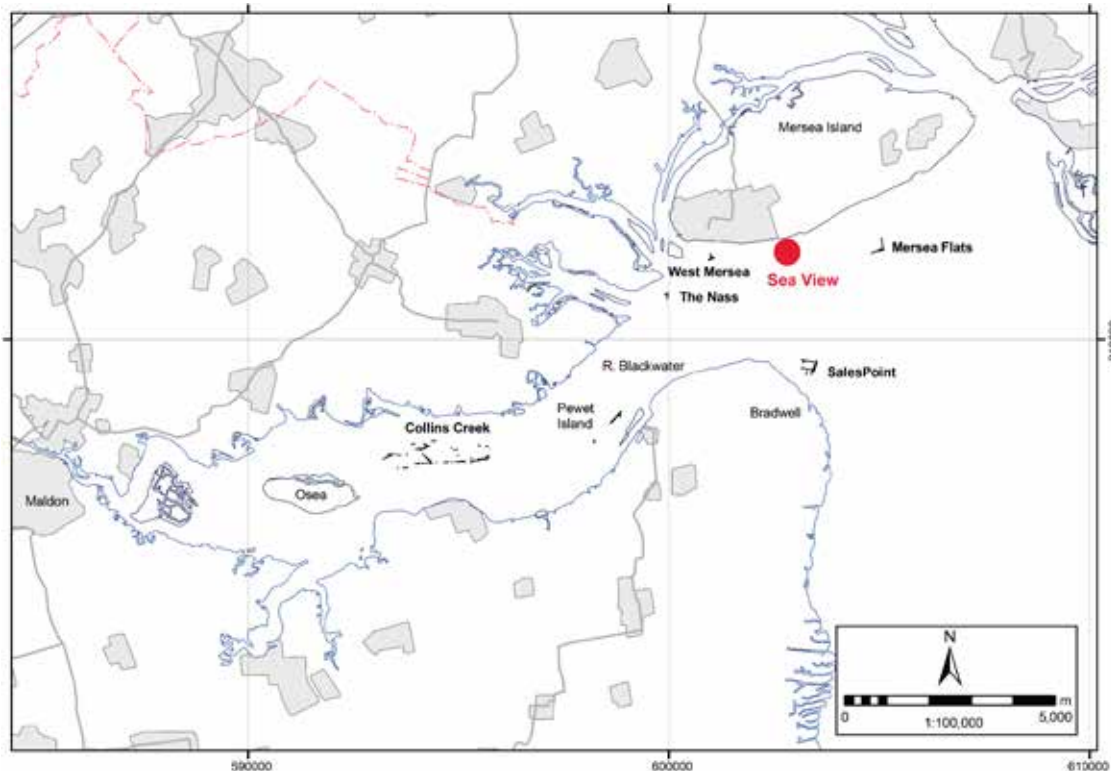 Mersea Island
Mersea Flats
West Mersea
Sea View
The Nass
R. Blackwater
SalesPoint
Pewet
Island
Bradwell
Collins Creek
Osea
Maldon
N
m
0
5,000
1:100,000
590000
600000
610000